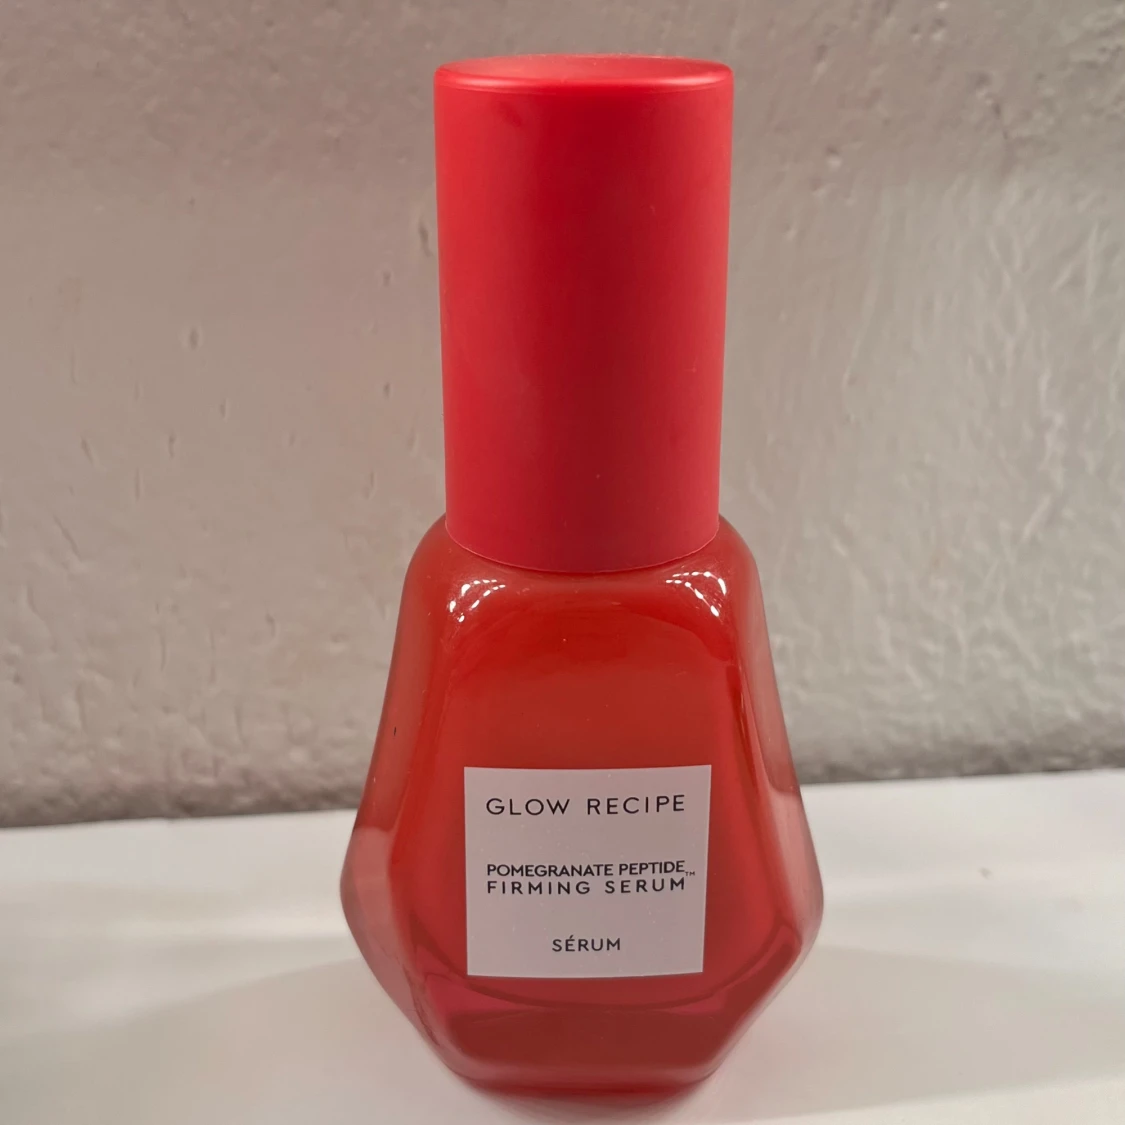 GLOW RECIPE
POMEGRANATE PEPTIDE™
FIRMING SERUM
SÉRUM